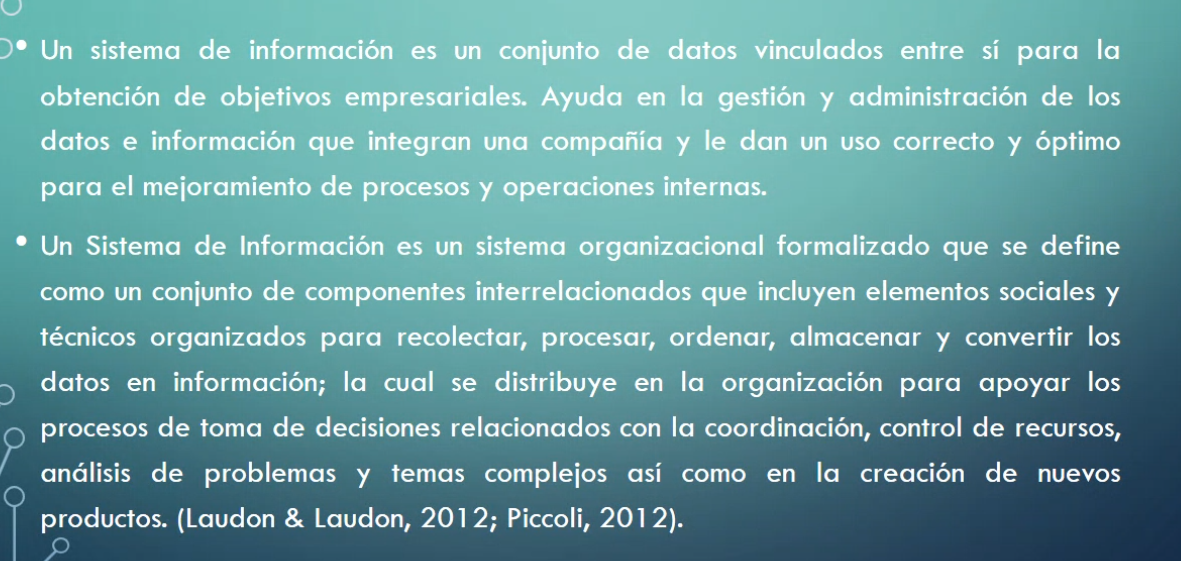 • Un sistema de información es un conjunto de datos vinculados entre sí para la
obtención de objetivos empresariales. Ayuda en la gestión y administración de los
datos e información que integran una compañía y le dan un uso correcto y óptimo
para el mejoramiento de procesos y operaciones internas.
• Un Sistema de Información es un sistema organizacional formalizado que se define
como un conjunto de componentes interrelacionados que incluyen elementos sociales y
técnicos organizados para recolectar, procesar, ordenar, almacenar y convertir los
datos en información; la cual se distribuye en la organización para apoyar los
procesos de toma de decisiones relacionados con la coordinación, control de recursos,
análisis de problemas y temas complejos así como en la creación de nuevos
productos. (Laudon & Laudon, 2012; Piccoli, 2012).